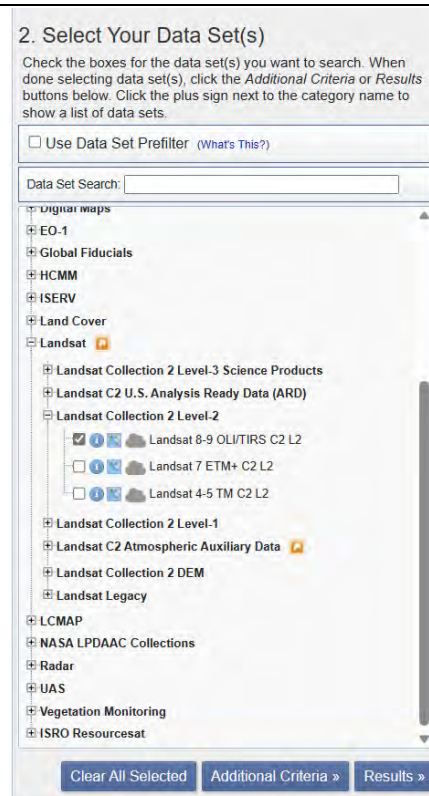 2. Select Your Data Set(s)
Check the boxes for the data set(s) you want to search. When
done selecting data set(s), click the Additional Criteria or Results
buttons below. Click the plus sign next to the category name to
show a list of data sets.
Use Data Set Prefilter (What's This?)
Data Set Search:
Digital Maps
EO-1
Global Fiducials
HCMM
ISERV
Land Cover
Landsat
Landsat Collection 2 Level-3 Science Products
Landsat C2 U.S. Analysis Ready Data (ARD)
Landsat Collection 2 Level-2
Landsat 8-9 OLI/TIRS C2 L2
Landsat 7 ETM+ C2 L2
Landsat 4-5 TM C2 L2
Landsat Collection 2 Level-1
Landsat C2 Atmospheric Auxiliary Data
Landsat Collection 2 DEM
Landsat Legacy
LCMAP
NASA LPDAAC Collections
Radar
UAS
Vegetation Monitoring
ISRO Resourcesat
Clear All Selected Additional Criteria » Results »